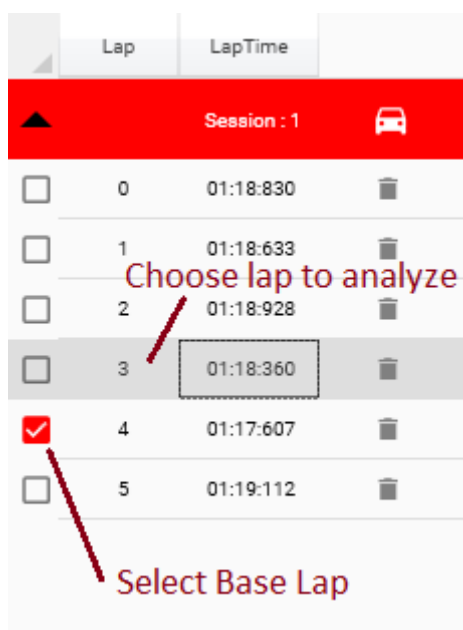 Lap LapTime
Session : 1
0 01:18:830
1 01:18:633
Choose lap to analyze
2 01:18:928
3 01:18:360
4 01:17:607
5 01:19:112
Select Base Lap